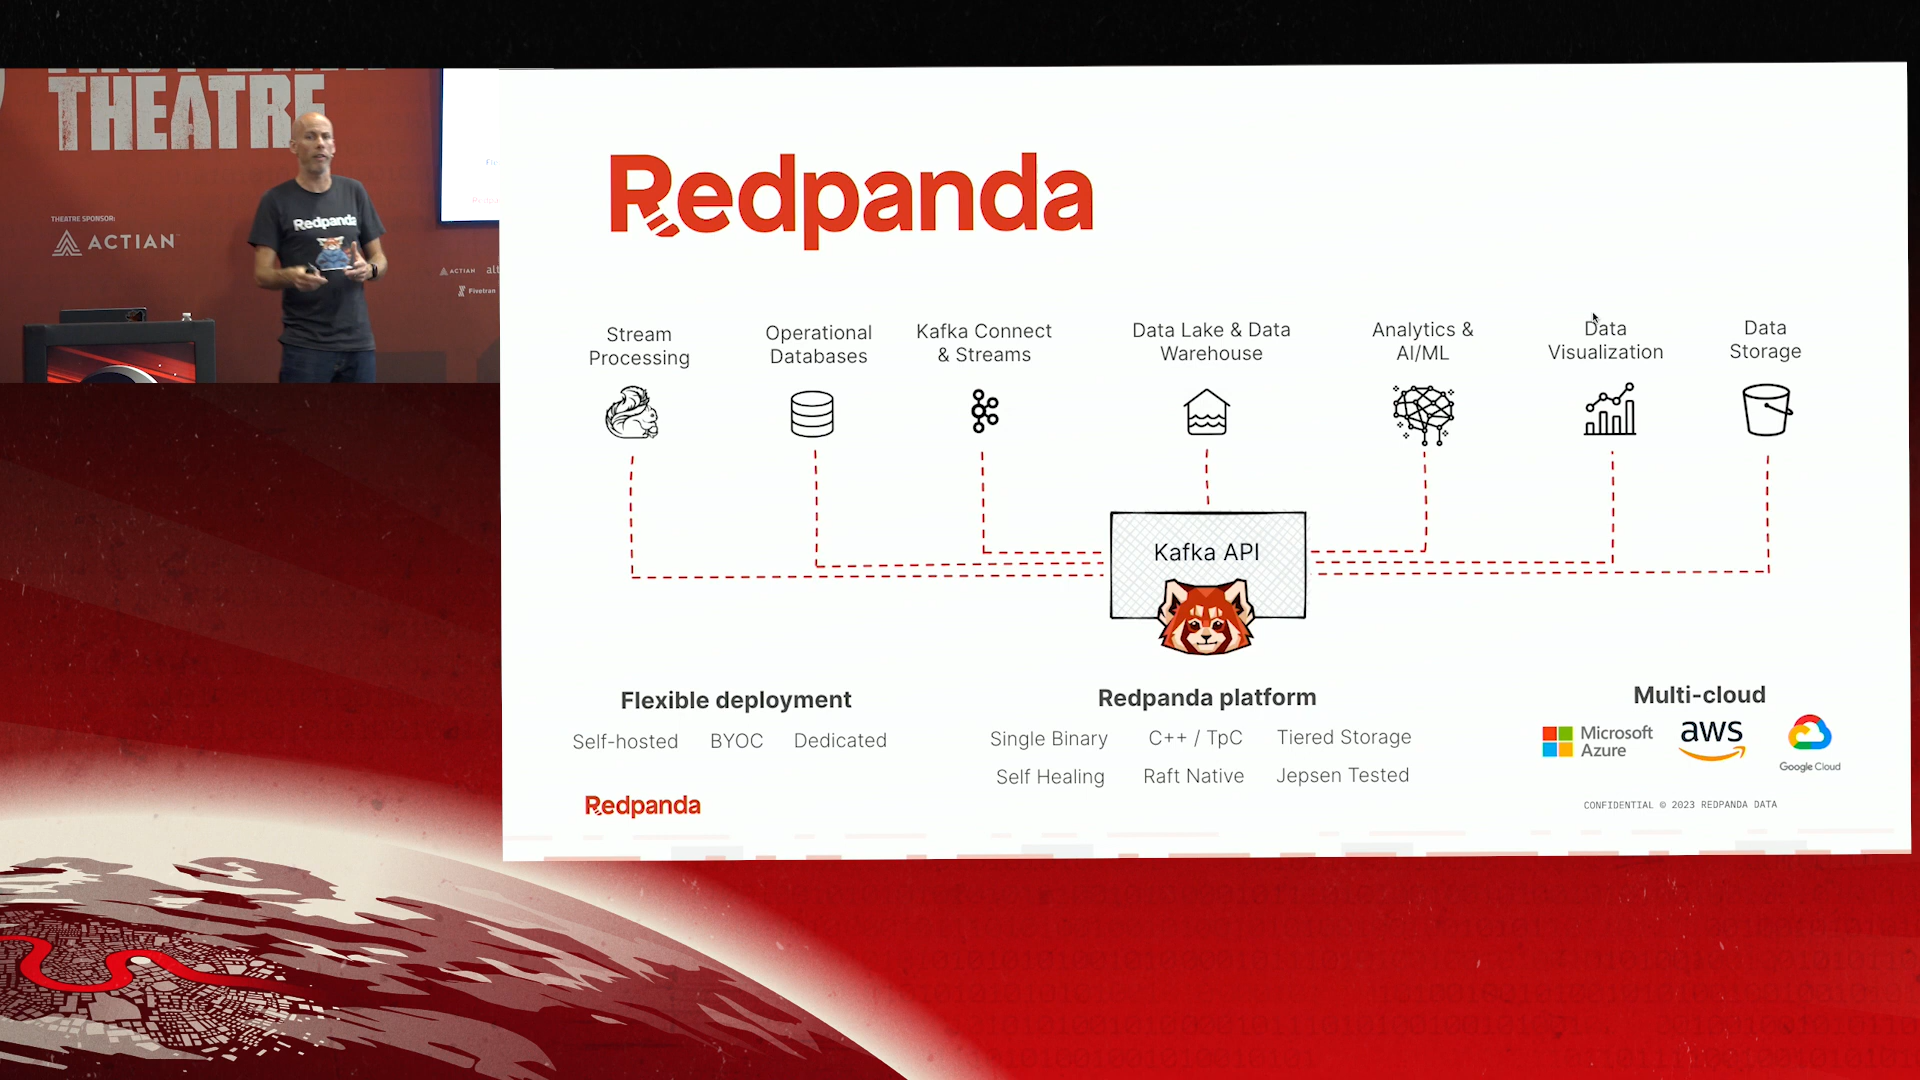 THEATRE
THEATRE SPONSOR:
ACTIAN
Redpanda
ACTIAN
Fivetran
Redpanda
Stream
Processing
Operational
Databases
Kafka Connect
& Streams
Data Lake & Data
Warehouse
Analytics &
AI/ML
Data
Visualization
Data
Storage
Kafka API
Flexible deployment
Self-hosted BYOC Dedicated
Redpanda platform
Single Binary C++ / TpC Tiered Storage
Self Healing Raft Native Jepsen Tested
Multi-cloud
Microsoft
Azure
aws
Google Cloud
Redpanda
CONFIDENTIAL © 2023 REDPANDA DATA